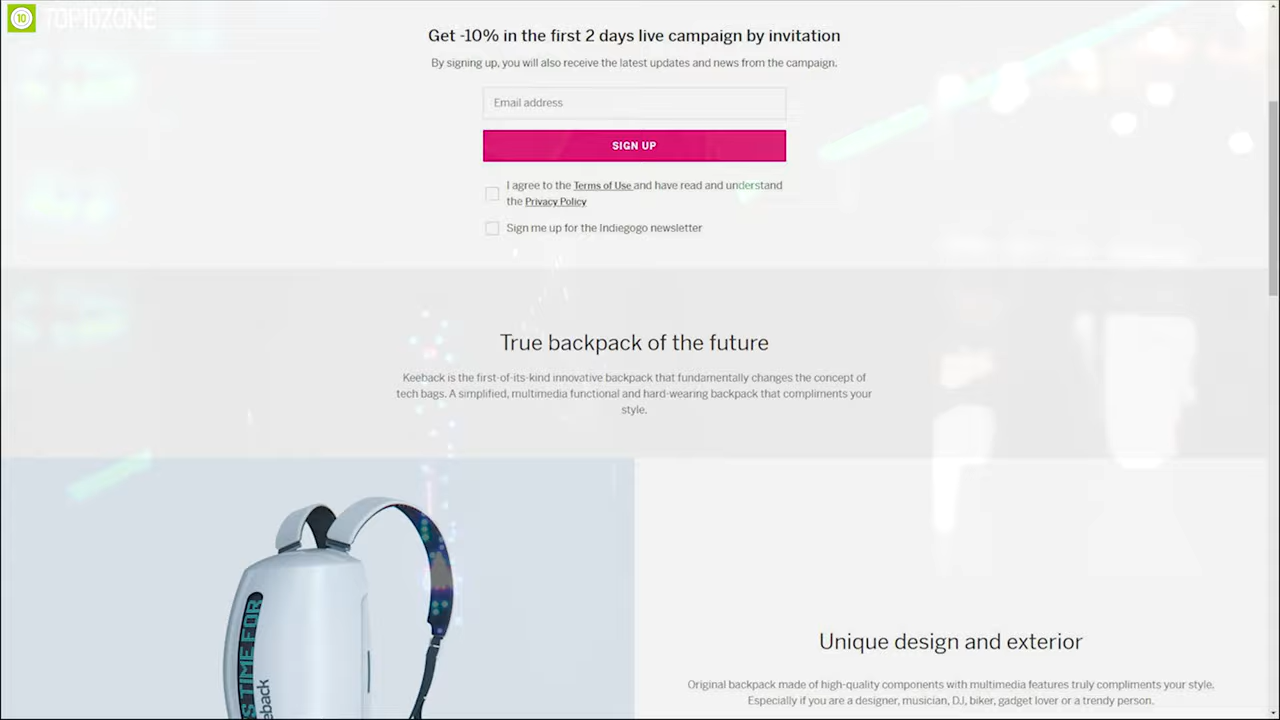 10 TOP10ZONE
Get -10% in the first 2 days live campaign by invitation
By signing up, you will also receive the latest updates and news from the campaign.
Email address
SIGN UP
I agree to the Terms of Use and have read and understand
the Privacy Policy
Sign me up for the Indiegogo newsletter
True backpack of the future
Keeback is the first-of-its-kind innovative backpack that fundamentally changes the concept of
tech bags. A simplified, multimedia functional and hard-wearing backpack that compliments your
style.
S TIME FOR
eback
Unique design and exterior
Original backpack made of high-quality components with multimedia features truly compliments your style.
Especially if you are a designer, musician, DJ, biker, gadget lover or a trendy person.